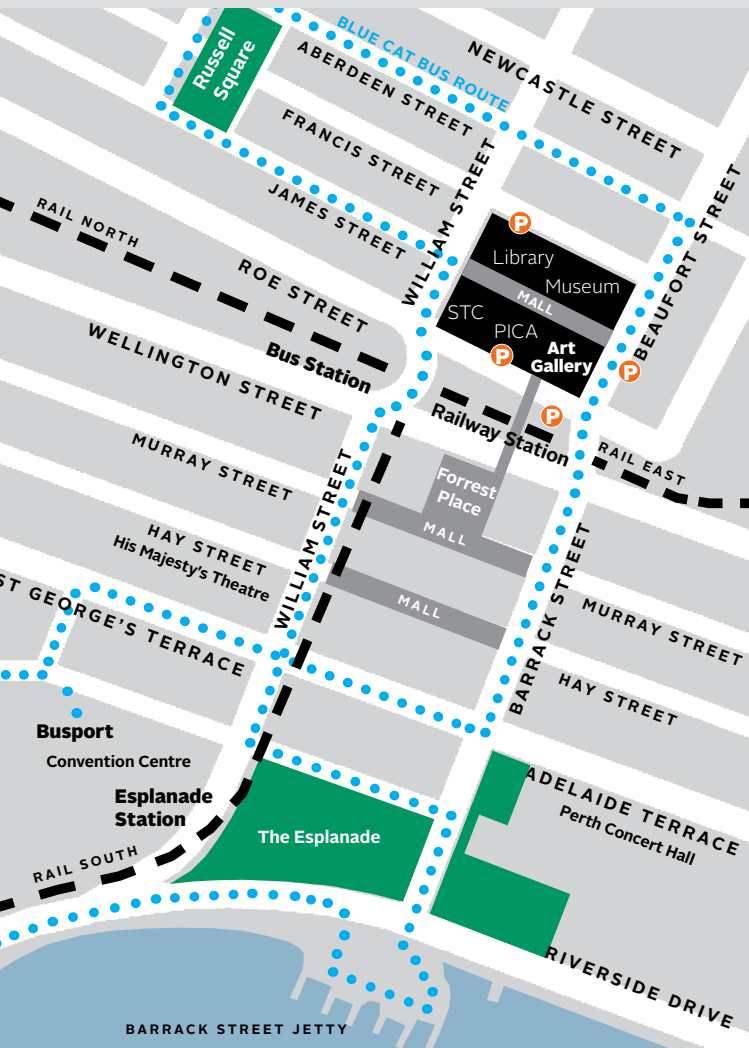 BLUE CAT BUS ROUTE
NEWCASTLE STREET
Russell
Square
ABERDEEN STREET
FRANCIS STREET
JAMES STREET
WILLIAM STREET
BEAUFORT STREET
RAIL NORTH
P
Library
Museum
MALL
STC
PICA
P
Art
Gallery
P
ROE STREET
Bus Station
WELLINGTON STREET
P
Railway Station
RAIL EAST
MURRAY STREET
Forrest
Place
MALL
HAY STREET
His Majesty's Theatre
WILLIAM STREET
MALL
BARRACK STREET
MURRAY STREET
HAY STREET
ST GEORGE'S TERRACE
Busport
Convention Centre
Esplanade
Station
The Esplanade
ADELAIDE TERRACE
Perth Concert Hall
RAIL SOUTH
RIVERSIDE DRIVE
BARRACK STREET JETTY